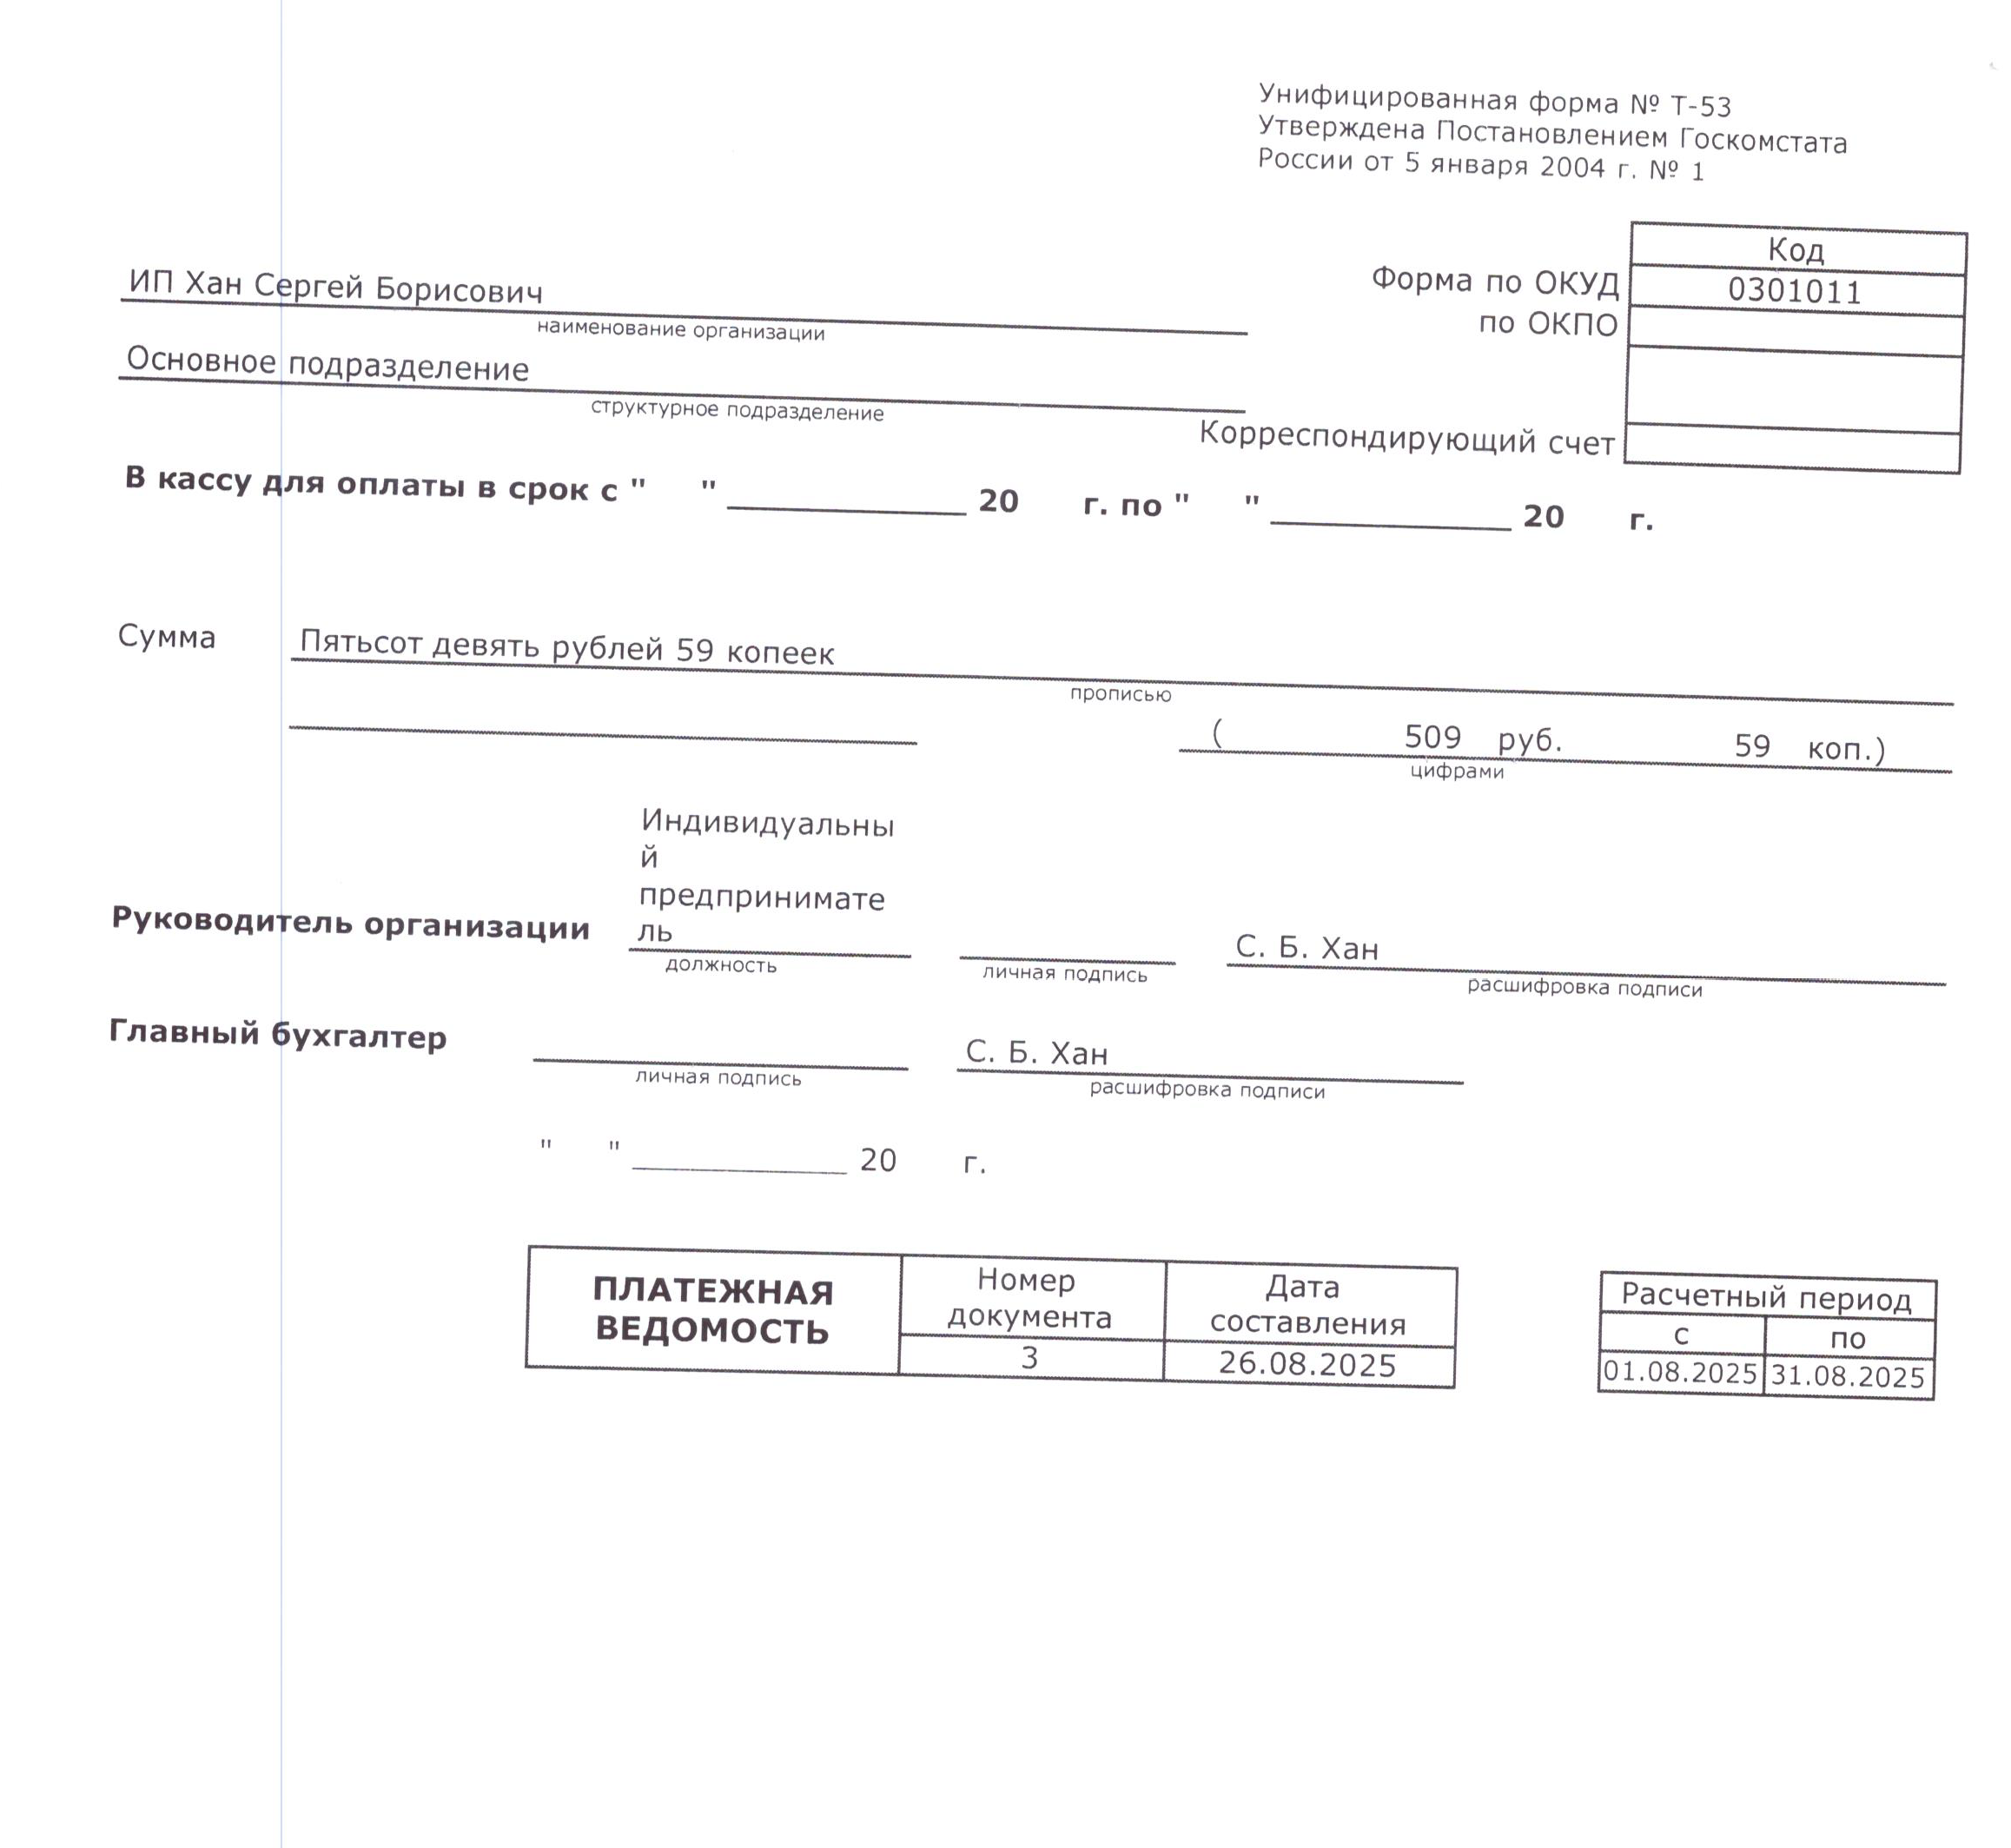 Унифицированная форма № Т-53
Утверждена Постановлением Госкомстата
России от 5 января 2004 г. № 1
Код
Форма по ОКУД 0301011
ИП Хан Сергей Борисович по ОКПО
наименование организации
Основное подразделение
структурное подразделение
Корреспондирующий счет
В кассу для оплаты в срок с " " ____________ 20 г. по " " ____________ 20 г.
Сумма Пятьсот девять рублей 59 копеек
прописью
( 509 руб. 59 коп.)
цифрами
Индивидуальны
й
предпринимате
Руководитель организации ль С. Б. Хан
должность личная подпись расшифровка подписи
Главный бухгалтер С. Б. Хан
личная подпись расшифровка подписи
" " ____________ 20 г.
ПЛАТЕЖНАЯ ВЕДОМОСТЬ
Номер документа
Дата составления
3 26.08.2025
Расчетный период
с по
01.08.2025 31.08.2025